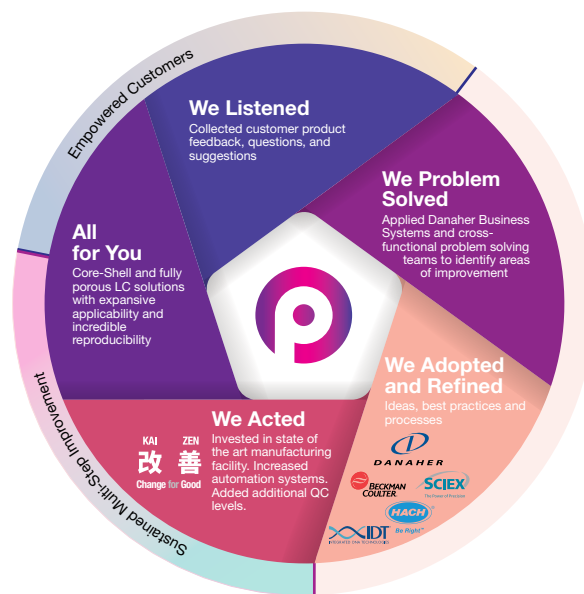 Empowered Customers
We Listened
Collected customer product
feedback, questions, and
suggestions
We Problem
Solved
Applied Danaher Business
Systems and cross-
functional problem solving
teams to identify areas
of improvement
We Adopted
and Refined
Ideas, best practices and
processes
DANAHER
BECKMAN
COULTER
SCIEX
The Power of Precision
HACH
Be Right™
IDT
INTEGRATED DNA TECHNOLOGIES
We Acted
Invested in state of
the art manufacturing
facility. Increased
automation systems.
Added additional QC
levels.
KAI ZEN
改 善
Change for Good
All
for You
Core-Shell and fully
porous LC solutions
with expansive
applicability and
incredible
reproducibility
Sustained Multi-Step Improvement